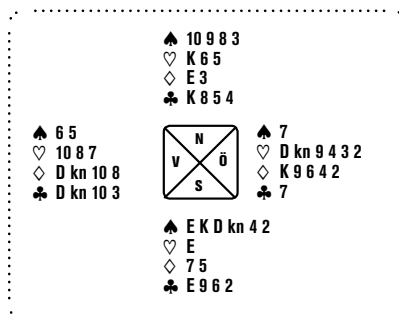 ♠ 10 9 8 3
♡ K 6 5
♢ E 3
♣ K 8 5 4
♠ 6 5
♡ 10 8 7
♢ D kn 10 8
♣ D kn 10 3
N
V Ö
S
♠ 7
♡ D kn 9 4 3 2
♢ K 9 6 4 2
♣ 7
♠ E K D kn 4 2
♡ E
♢ 7 5
♣ E 9 6 2